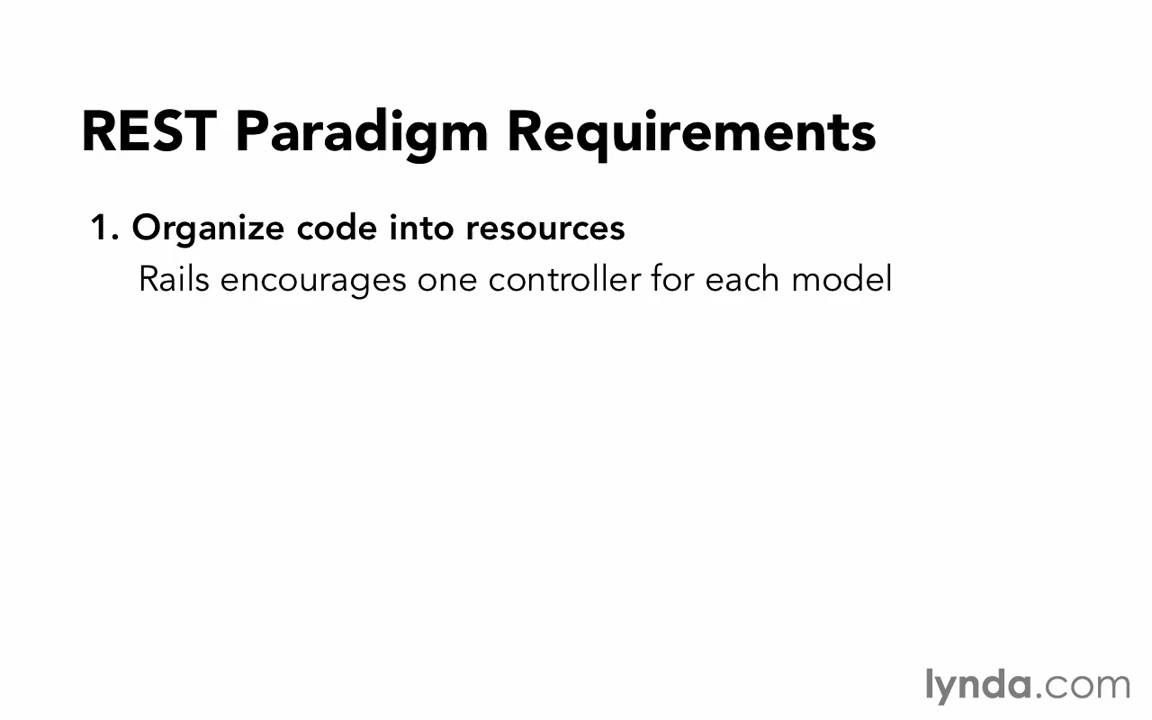 REST Paradigm Requirements
1. Organize code into resources
Rails encourages one controller for each model
lynda.com